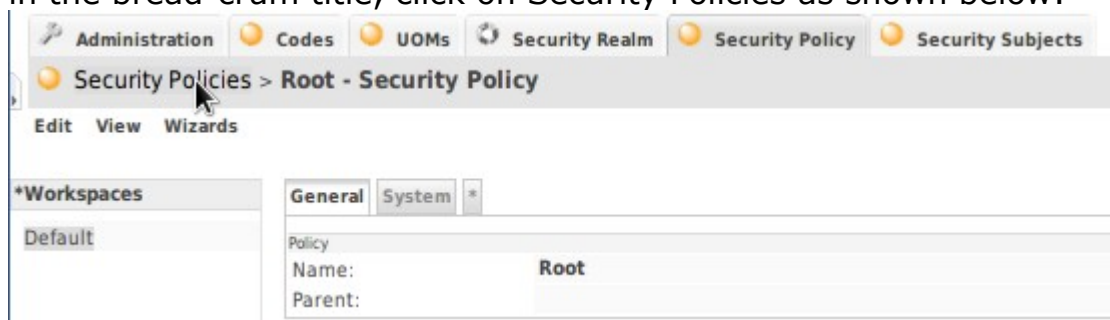 in the bread-crum title, click on Security Policies as shown below.
Administration Codes UOMs Security Realm Security Policy Security Subjects
Security Policies > Root - Security Policy
Edit View Wizards
*Workspaces
Default
General System *
Policy
Name: Root
Parent: